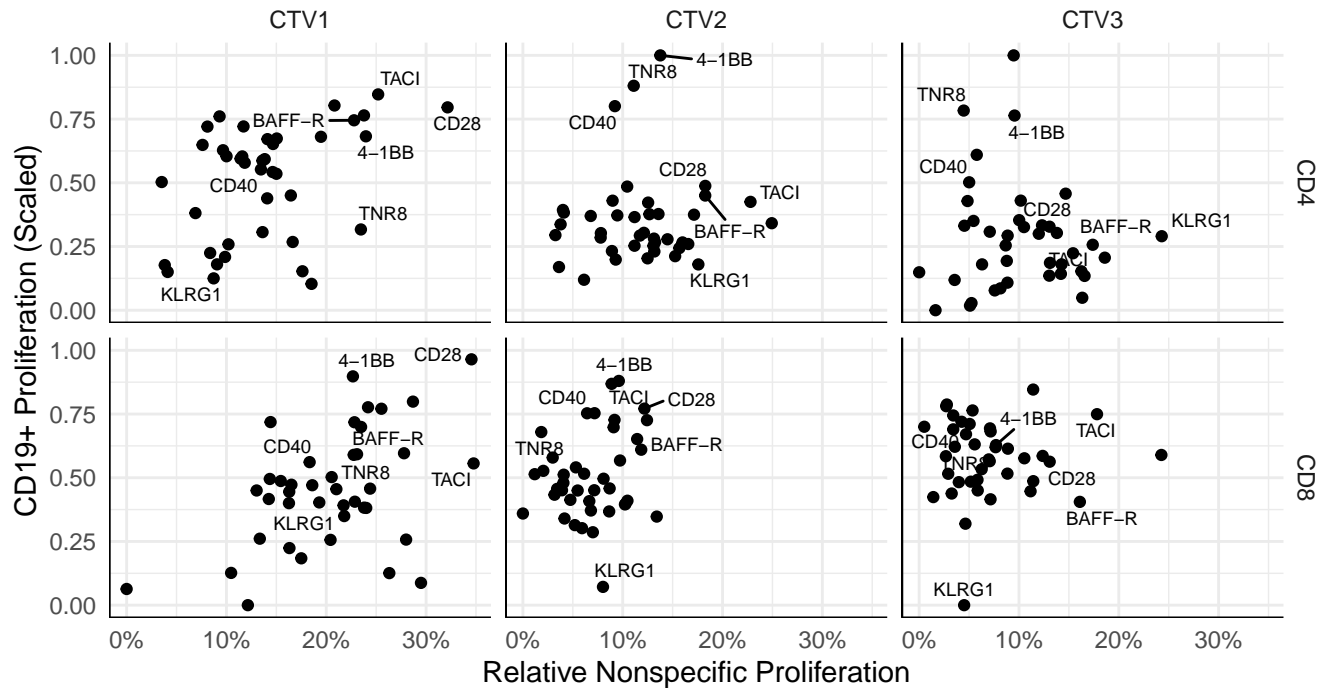 CTV1 CTV2 CTV3
CD19+ Proliferation (Scaled)
1.00
0.75
0.50
0.25
0.00
TACI
BAFF−R
CD28
4−1BB
CD40
TNR8
KLRG1
4−1BB
TNR8
CD40
CD28
TACI
BAFF−R
KLRG1
TNR8
4−1BB
CD40
CD28
BAFF−R
KLRG1
TACI
CD4
1.00
0.75
0.50
0.25
0.00
4−1BB
CD28
CD40
BAFF−R
TNR8
TACI
KLRG1
4−1BB
CD40
TACI
CD28
TNR8
BAFF−R
KLRG1
4−1BB
TACI
CD40
TNR8
CD28
BAFF−R
KLRG1
CD8
0% 10% 20% 30% 0% 10% 20% 30% 0% 10% 20% 30%
Relative Nonspecific Proliferation